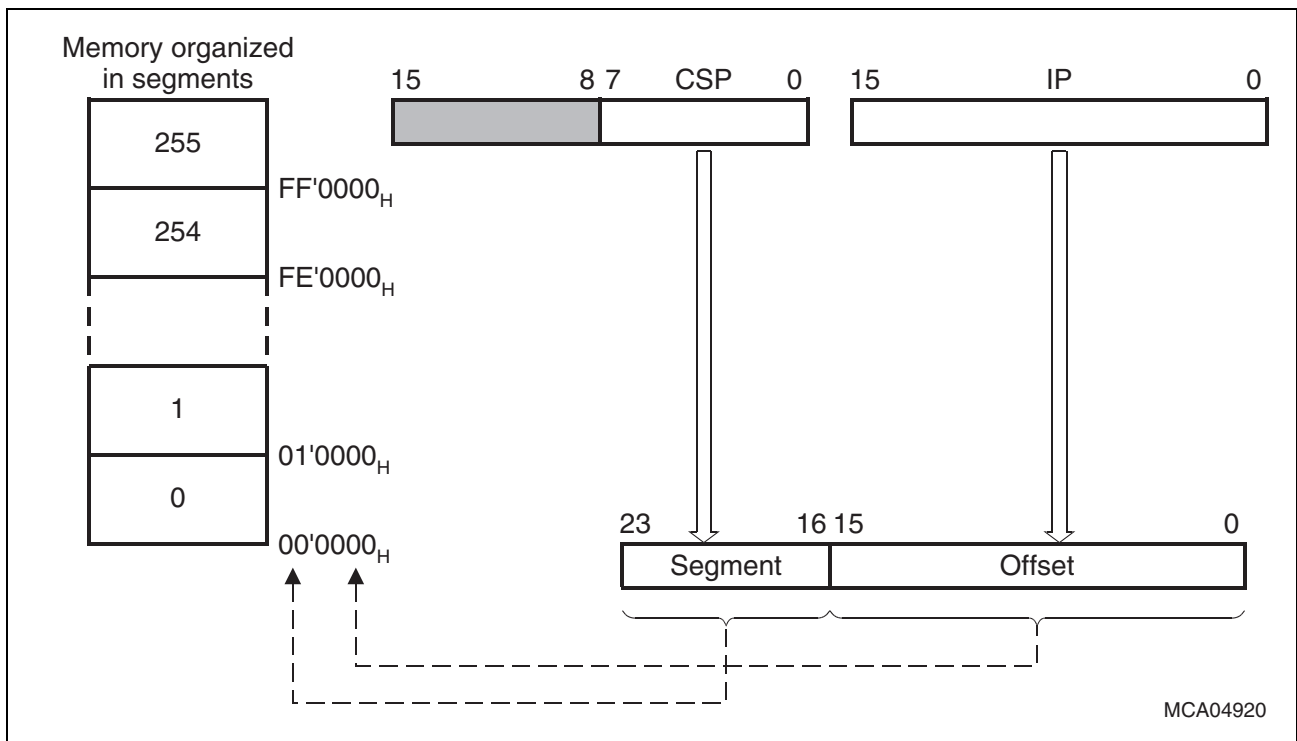 Memory organized
in segments
15 8 7 CSP 0 15 IP 0
255
FF'0000H
254
FE'0000H
1
01'0000H
0
00'0000H
23 16 15 0
Segment Offset
MCA04920